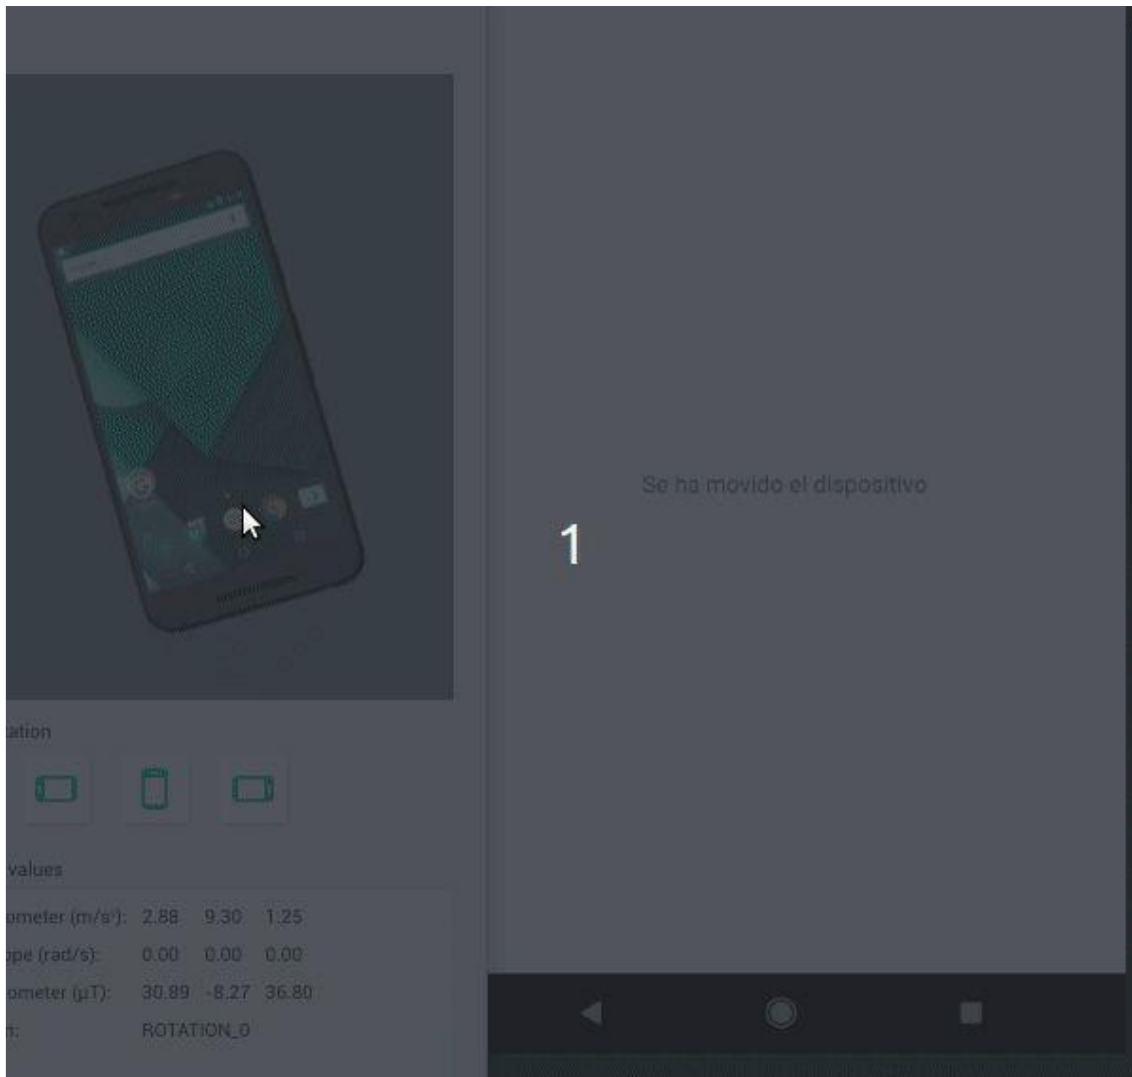 Se ha movido el dispositivo
1
ation
values
ometer (m/s²): 2.88 9.30 1.25
ope (rad/s): 0.00 0.00 0.00
ometer (μT): 30.89 -8.27 36.80
n: ROTATION_0